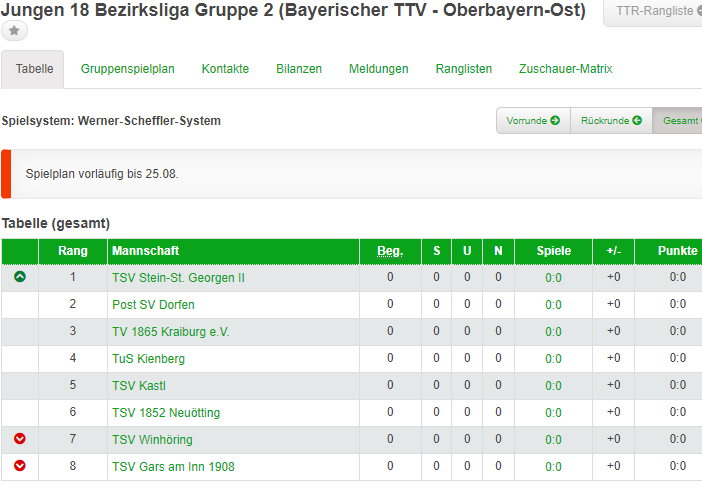 Jungen 18 Bezirksliga Gruppe 2 (Bayerischer TTV - Oberbayern-Ost)
TTR-Rangliste
Tabelle Gruppenspielplan Kontakte Bilanzen Meldungen Ranglisten Zuschauer-Matrix
Spielsystem: Werner-Scheffler-System
Vorrunde Rückrunde Gesamt
Spielplan vorläufig bis 25.08.
Tabelle (gesamt)
Rang Mannschaft Beg. S U N Spiele +/- Punkte
1 TSV Stein-St. Georgen II 0 0 0 0 0:0 +0 0:0
2 Post SV Dorfen 0 0 0 0 0:0 +0 0:0
3 TV 1865 Kraiburg e.V. 0 0 0 0 0:0 +0 0:0
4 TuS Kienberg 0 0 0 0 0:0 +0 0:0
5 TSV Kastl 0 0 0 0 0:0 +0 0:0
6 TSV 1852 Neuötting 0 0 0 0 0:0 +0 0:0
7 TSV Winhöring 0 0 0 0 0:0 +0 0:0
8 TSV Gars am Inn 1908 0 0 0 0 0:0 +0 0:0